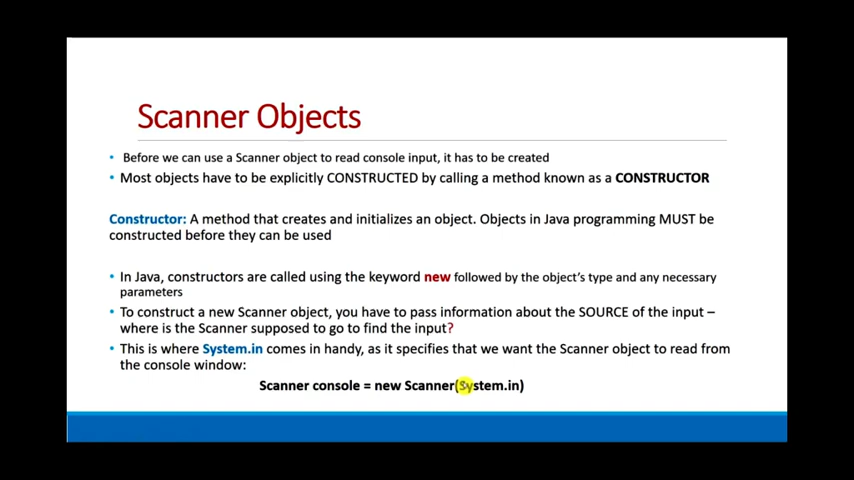 Scanner Objects
• Before we can use a Scanner object to read console input, it has to be created
• Most objects have to be explicitly CONSTRUCTED by calling a method known as a CONSTRUCTOR
Constructor: A method that creates and initializes an object. Objects in Java programming MUST be
constructed before they can be used
• In Java, constructors are called using the keyword new followed by the object's type and any necessary
parameters
• To construct a new Scanner object, you have to pass information about the SOURCE of the input –
where is the Scanner supposed to go to find the input?
• This is where System.in comes in handy, as it specifies that we want the Scanner object to read from
the console window:
Scanner console = new Scanner(System.in)